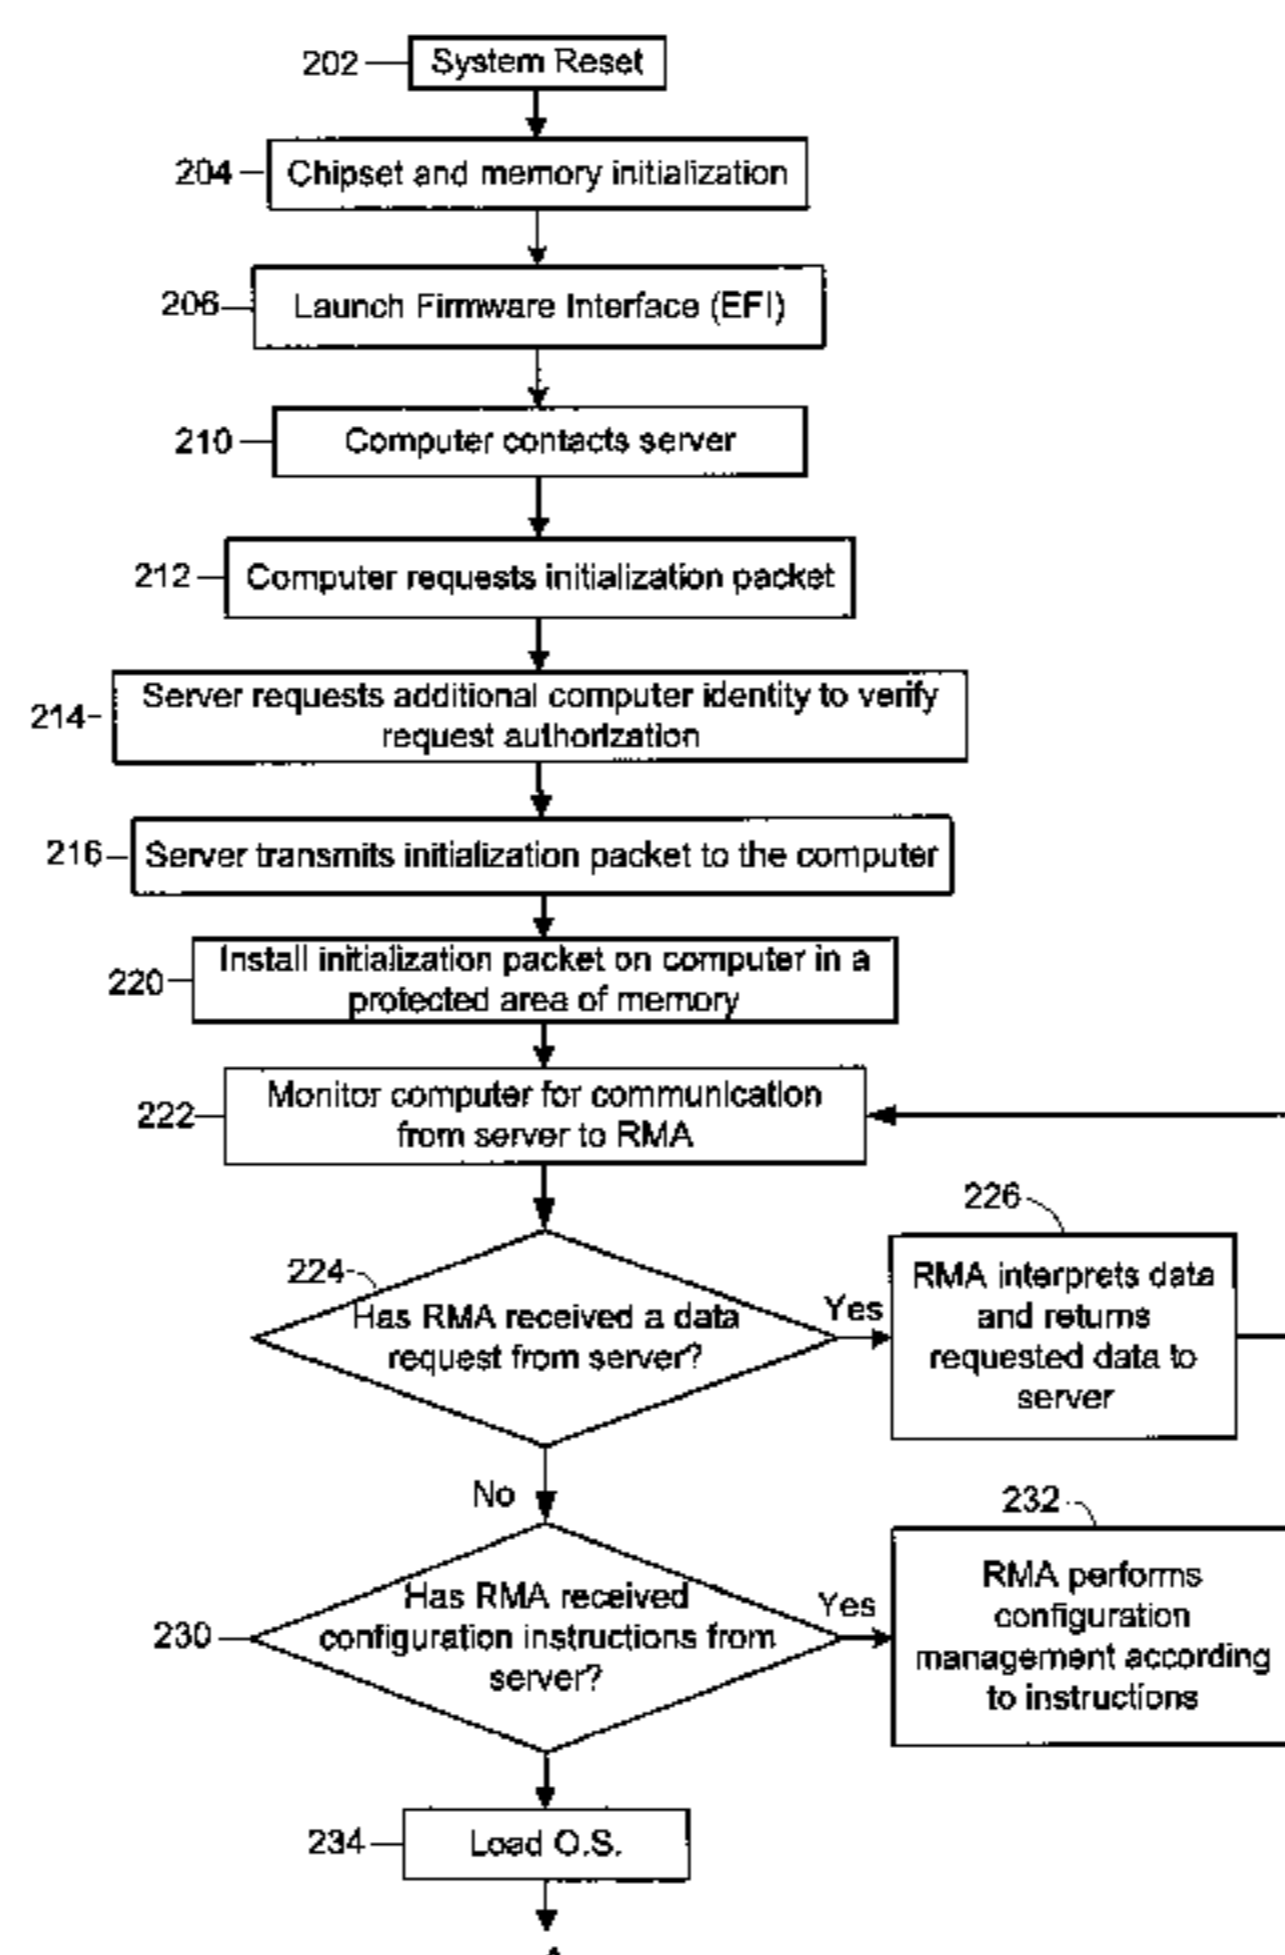 202
System Reset
204
Chipset and memory initialization
206
Launch Firmware Interface (EFI)
210
Computer contacts server
212
Computer requests initialization packet
214
Server requests additional computer identity to verify
request authorization
216
Server transmits initialization packet to the computer
220
Install initialization packet on computer in a
protected area of memory
222
Monitor computer for communication
from server to RMA
224
Has RMA received a data
request from server?
Yes
226
RMA interprets data
and returns
requested data to
server
No
230
Has RMA received
configuration instructions from
server?
Yes
232
RMA performs
configuration
management according
to instructions
234
Load O.S.